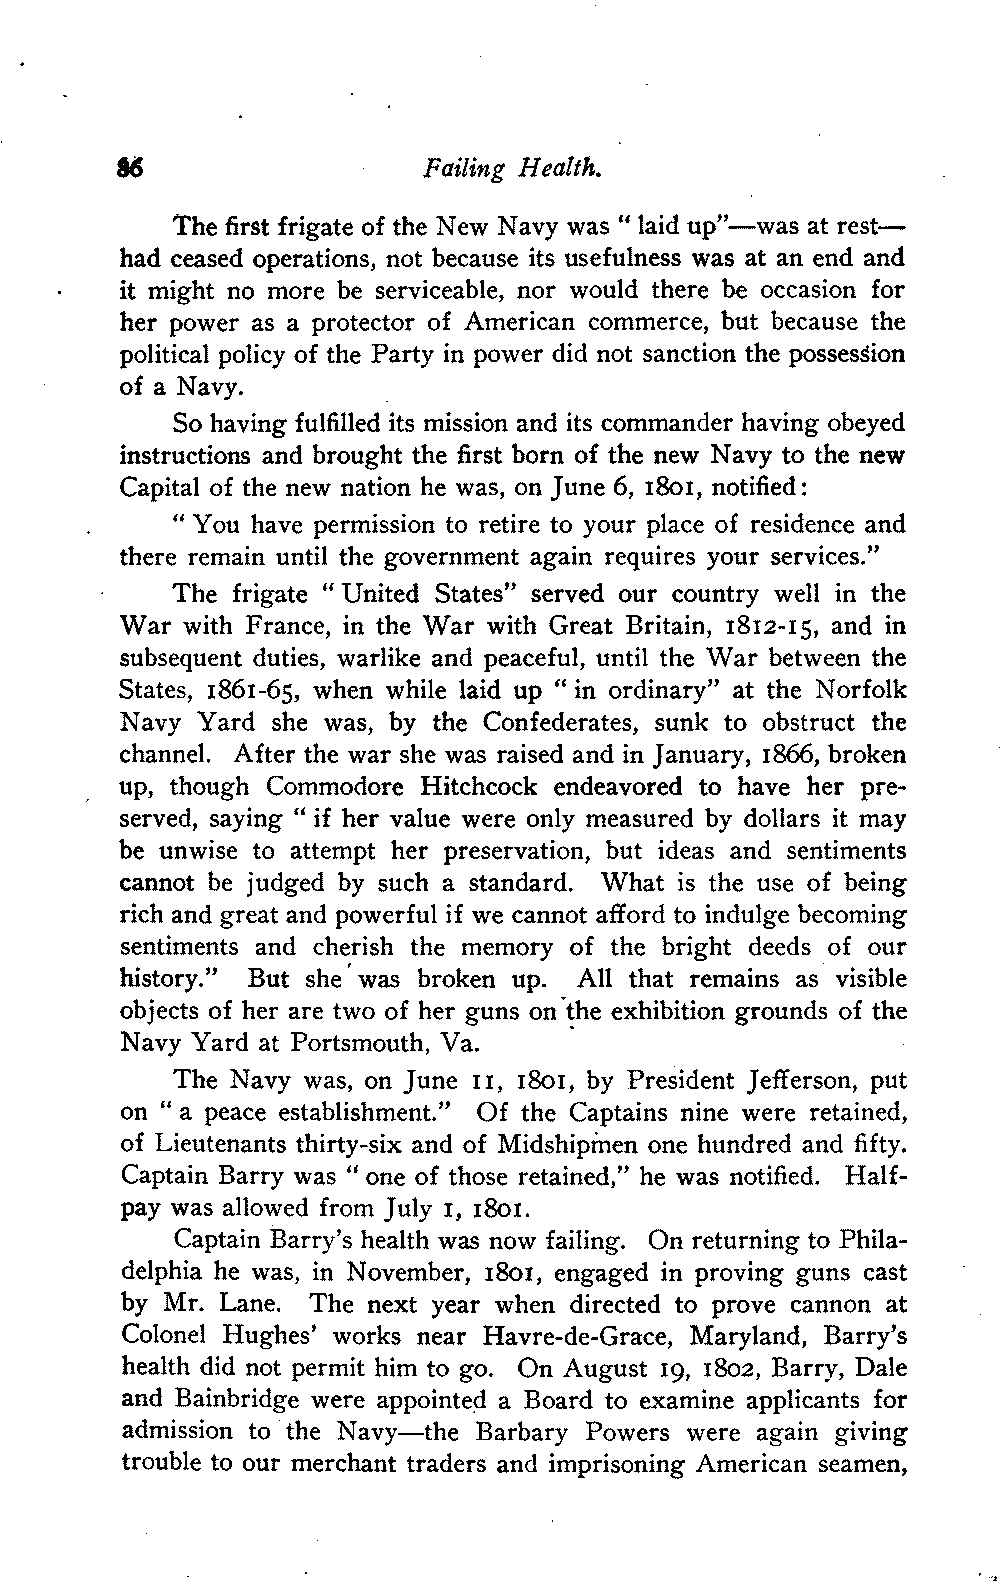 86 Failing Health.
The first frigate of the New Navy was " laid up"—was at rest—
had ceased operations, not because its usefulness was at an end and
it might no more be serviceable, nor would there be occasion for
her power as a protector of American commerce, but because the
political policy of the Party in power did not sanction the possession
of a Navy.
So having fulfilled its mission and its commander having obeyed
instructions and brought the first born of the new Navy to the new
Capital of the new nation he was, on June 6, 1801, notified:
" You have permission to retire to your place of residence and
there remain until the government again requires your services."
The frigate " United States" served our country well in the
War with France, in the War with Great Britain, 1812-15, and in
subsequent duties, warlike and peaceful, until the War between the
States, 1861-65, when while laid up " in ordinary" at the Norfolk
Navy Yard she was, by the Confederates, sunk to obstruct the
channel. After the war she was raised and in January, 1866, broken
up, though Commodore Hitchcock endeavored to have her pre-
served, saying " if her value were only measured by dollars it may
be unwise to attempt her preservation, but ideas and sentiments
cannot be judged by such a standard. What is the use of being
rich and great and powerful if we cannot afford to indulge becoming
sentiments and cherish the memory of the bright deeds of our
history." But she was broken up. All that remains as visible
objects of her are two of her guns on the exhibition grounds of the
Navy Yard at Portsmouth, Va.
The Navy was, on June 11, 1801, by President Jefferson, put
on " a peace establishment." Of the Captains nine were retained,
of Lieutenants thirty-six and of Midshipmen one hundred and fifty.
Captain Barry was " one of those retained," he was notified. Half-
pay was allowed from July 1, 1801.
Captain Barry's health was now failing. On returning to Phila-
delphia he was, in November, 1801, engaged in proving guns cast
by Mr. Lane. The next year when directed to prove cannon at
Colonel Hughes' works near Havre-de-Grace, Maryland, Barry's
health did not permit him to go. On August 19, 1802, Barry, Dale
and Bainbridge were appointed a Board to examine applicants for
admission to the Navy—the Barbary Powers were again giving
trouble to our merchant traders and imprisoning American seamen,